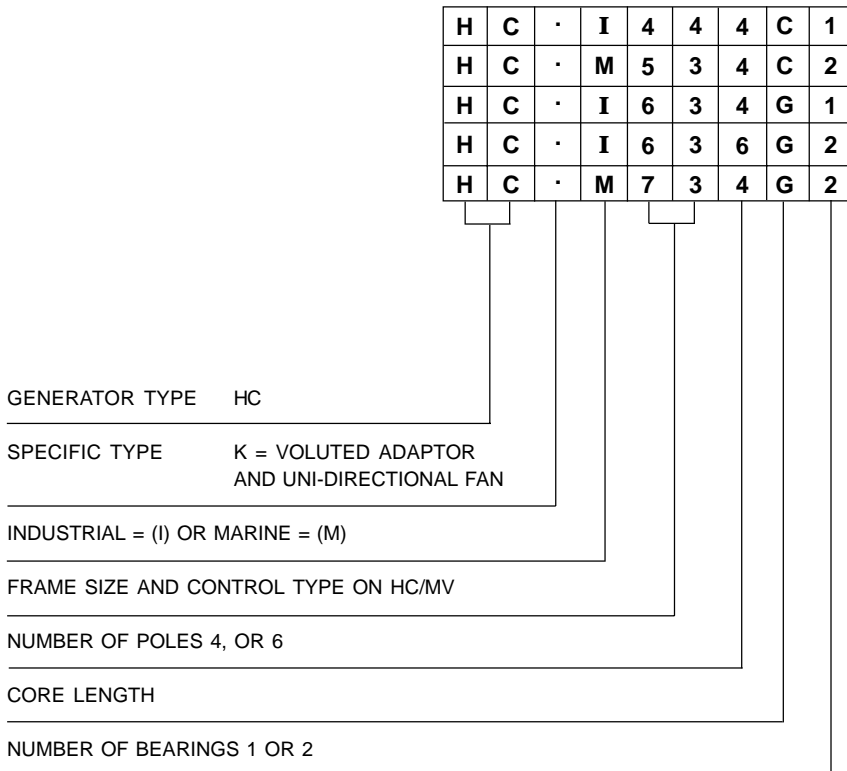 H C · I 4 4 4 C 1
H C · M 5 3 4 C 2
H C · I 6 3 4 G 1
H C · I 6 3 6 G 2
H C · M 7 3 4 G 2
GENERATOR TYPE HC
SPECIFIC TYPE K = VOLUTED ADAPTOR
AND UNI-DIRECTIONAL FAN
INDUSTRIAL = (I) OR MARINE = (M)
FRAME SIZE AND CONTROL TYPE ON HC/MV
NUMBER OF POLES 4, OR 6
CORE LENGTH
NUMBER OF BEARINGS 1 OR 2